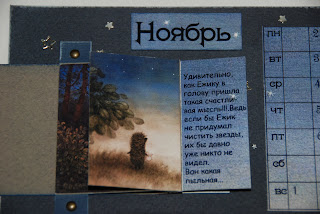 Ноябрь
Удивительно,
как Ёжику в
голову пришла
такая счастли-
вая мысль!!! Ведь
если бы Ёжик
не придумал
чистить звезды,
их бы давно
уже никто не
видел.
Вон какая
пыльная...
пн
вт
ср
чт
пт
сб
вс 1